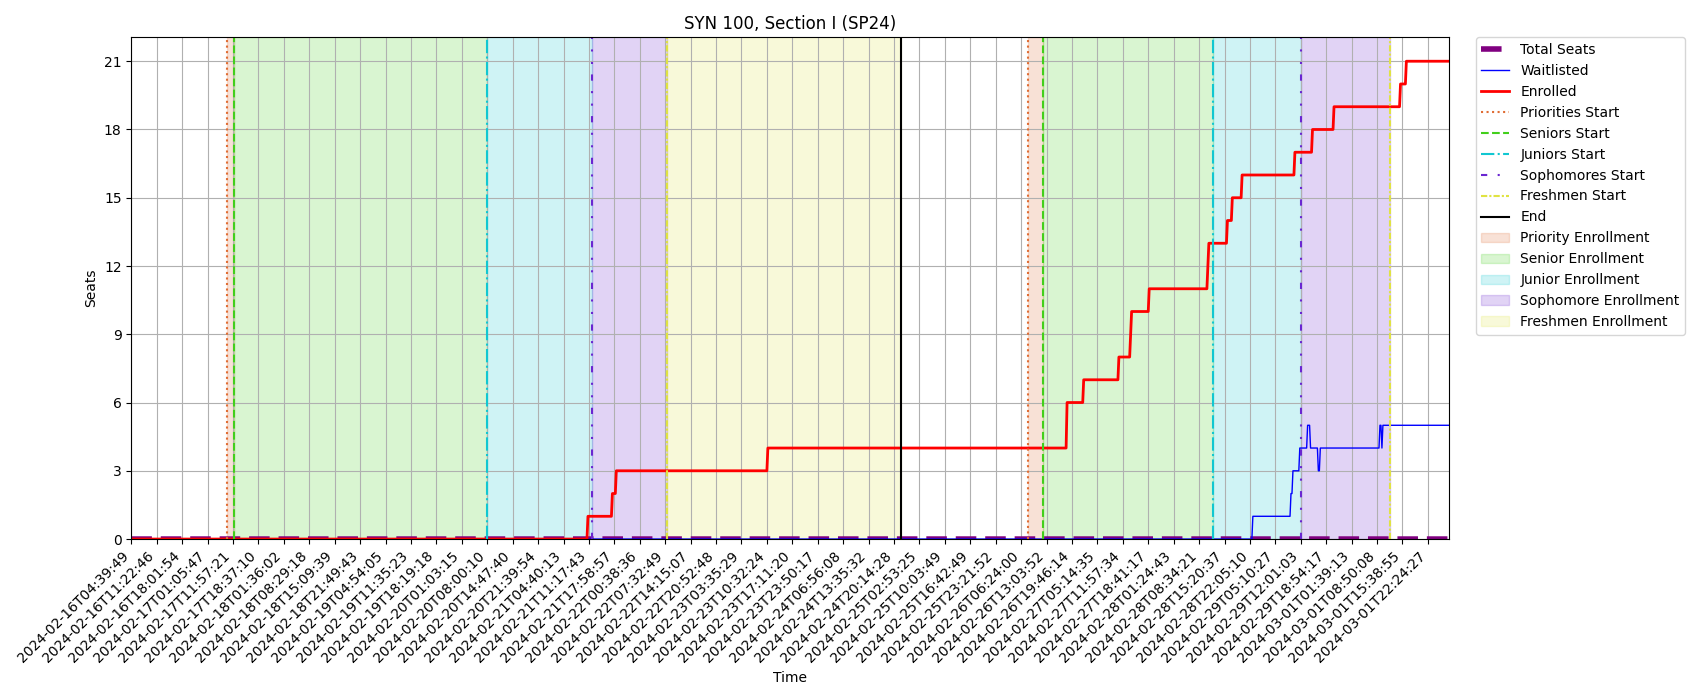 SYN 100, Section I (SP24)
Seats
21
18
15
12
9
6
3
0
2024-02-16T04:39:49
2024-02-16T11:22:46
2024-02-16T18:01:54
2024-02-17T01:05:47
2024-02-17T11:57:21
2024-02-17T18:37:10
2024-02-18T01:36:02
2024-02-18T08:29:18
2024-02-18T15:09:39
2024-02-18T21:49:43
2024-02-19T04:54:05
2024-02-19T11:35:23
2024-02-19T18:19:18
2024-02-20T01:03:15
2024-02-20T08:00:10
2024-02-20T14:47:40
2024-02-20T21:39:54
2024-02-21T04:40:13
2024-02-21T11:17:43
2024-02-21T17:58:57
2024-02-22T00:38:36
2024-02-22T07:32:49
2024-02-22T14:15:07
2024-02-22T20:52:48
2024-02-23T03:35:29
2024-02-23T10:32:24
2024-02-23T17:11:20
2024-02-23T23:50:17
2024-02-24T06:56:08
2024-02-24T13:35:32
2024-02-24T20:14:28
2024-02-25T02:53:25
2024-02-25T10:03:49
2024-02-25T16:42:49
2024-02-25T23:21:52
2024-02-26T06:24:00
2024-02-26T13:03:52
2024-02-26T19:46:14
2024-02-27T05:14:35
2024-02-27T11:57:34
2024-02-27T18:41:17
2024-02-28T01:24:43
2024-02-28T08:34:21
2024-02-28T15:20:37
2024-02-28T22:05:10
2024-02-29T05:10:27
2024-02-29T12:01:03
2024-02-29T18:54:17
2024-03-01T01:39:13
2024-03-01T08:50:08
2024-03-01T15:38:55
2024-03-01T22:24:27
Time
Total Seats
Waitlisted
Enrolled
Priorities Start
Seniors Start
Juniors Start
Sophomores Start
Freshmen Start
End
Priority Enrollment
Senior Enrollment
Junior Enrollment
Sophomore Enrollment
Freshmen Enrollment